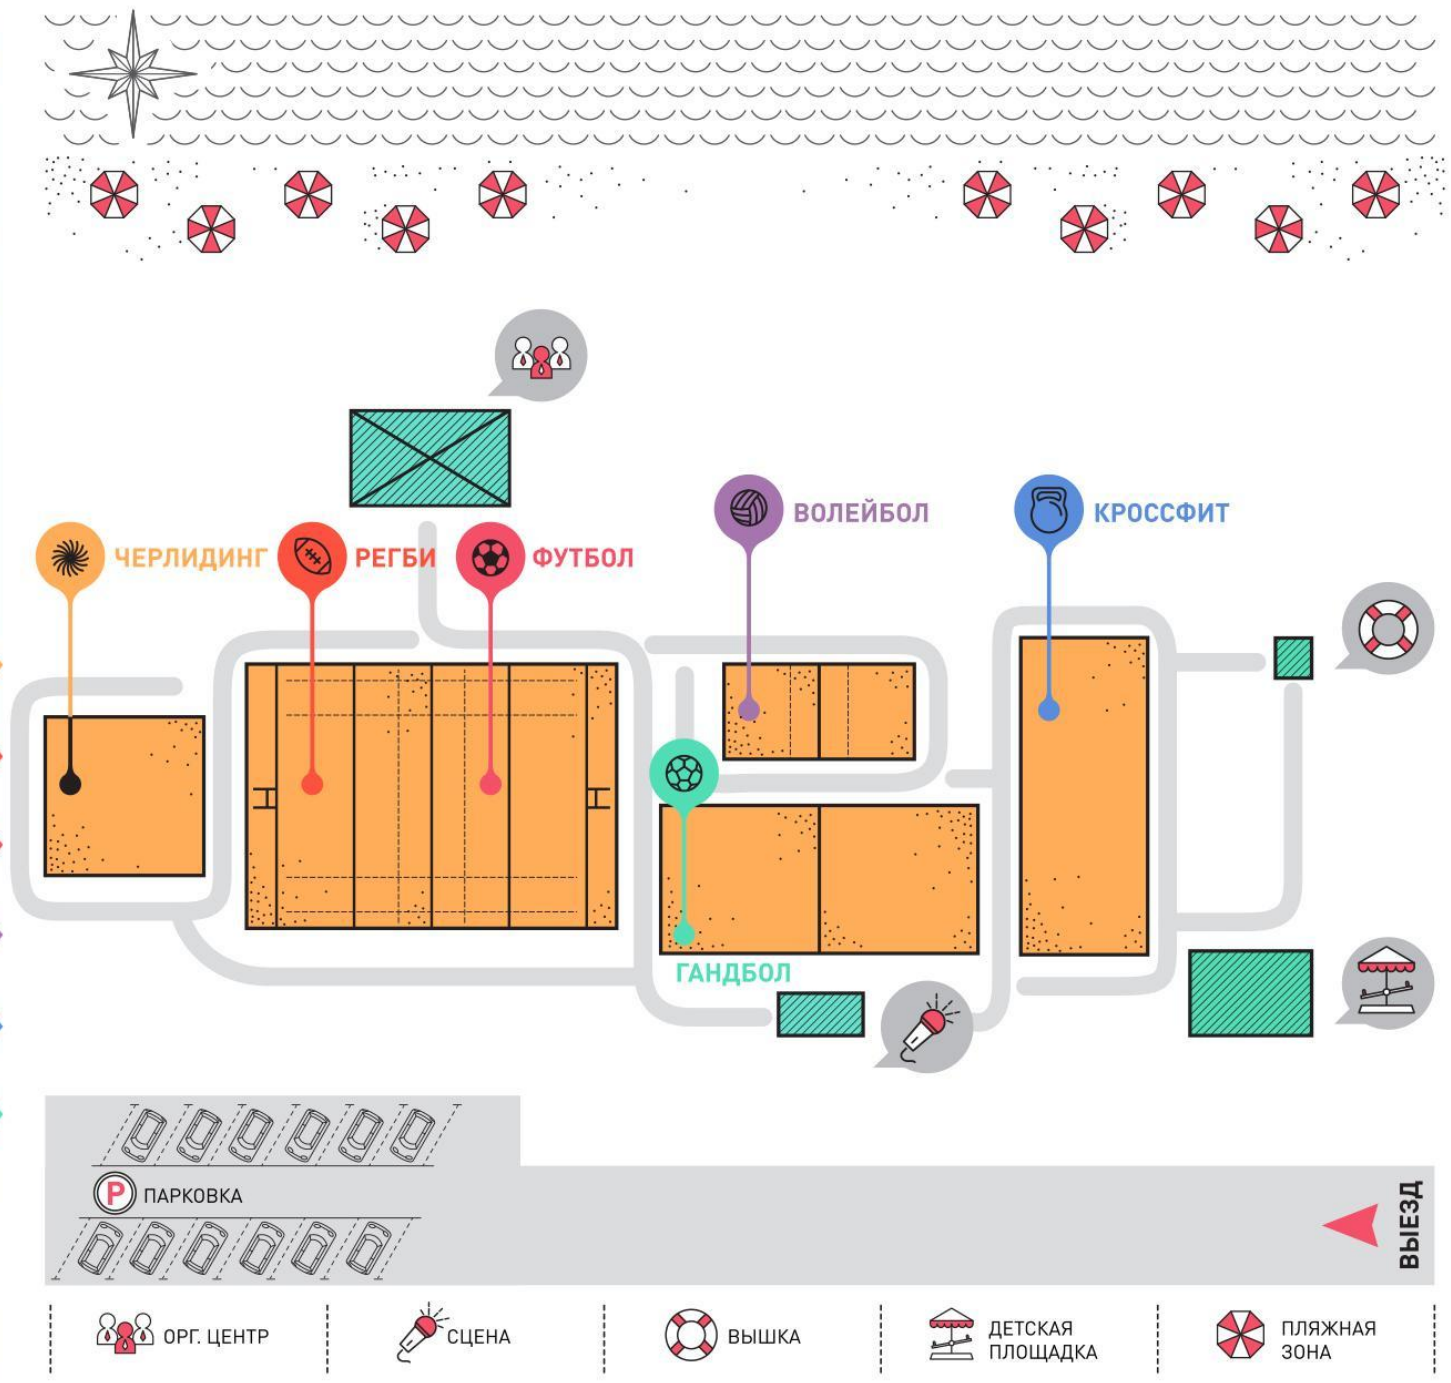 ВОЛЕЙБОЛ
КРОССФИТ
ЧЕРЛИДИНГ
РЕГБИ
ФУТБОЛ
ГАНДБОЛ
P ПАРКОВКА
ВЫЕЗД
ОРГ. ЦЕНТР
СЦЕНА
ВЫШКА
ДЕТСКАЯ
ПЛОЩАДКА
ПЛЯЖНАЯ
ЗОНА